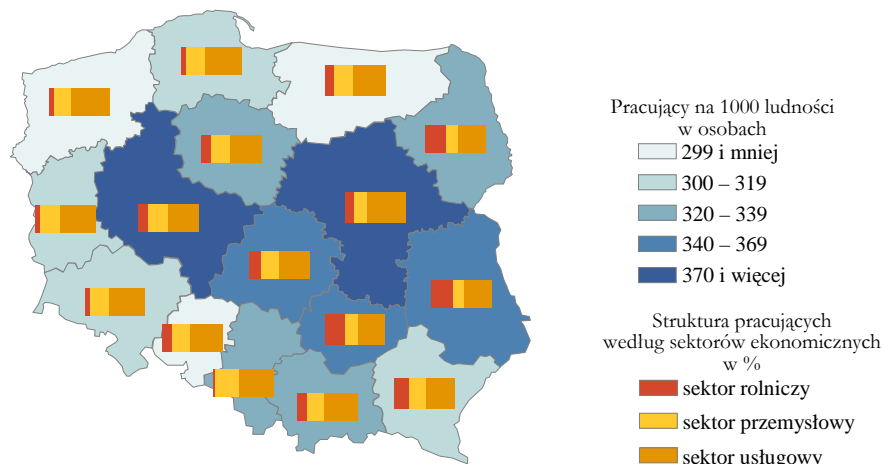 Pracujący na 1000 ludności
w osobach
299 i mniej
300 – 319
320 – 339
340 – 369
370 i więcej
Struktura pracujących
według sektorów ekonomicznych
w %
sektor rolniczy
sektor przemysłowy
sektor usługowy